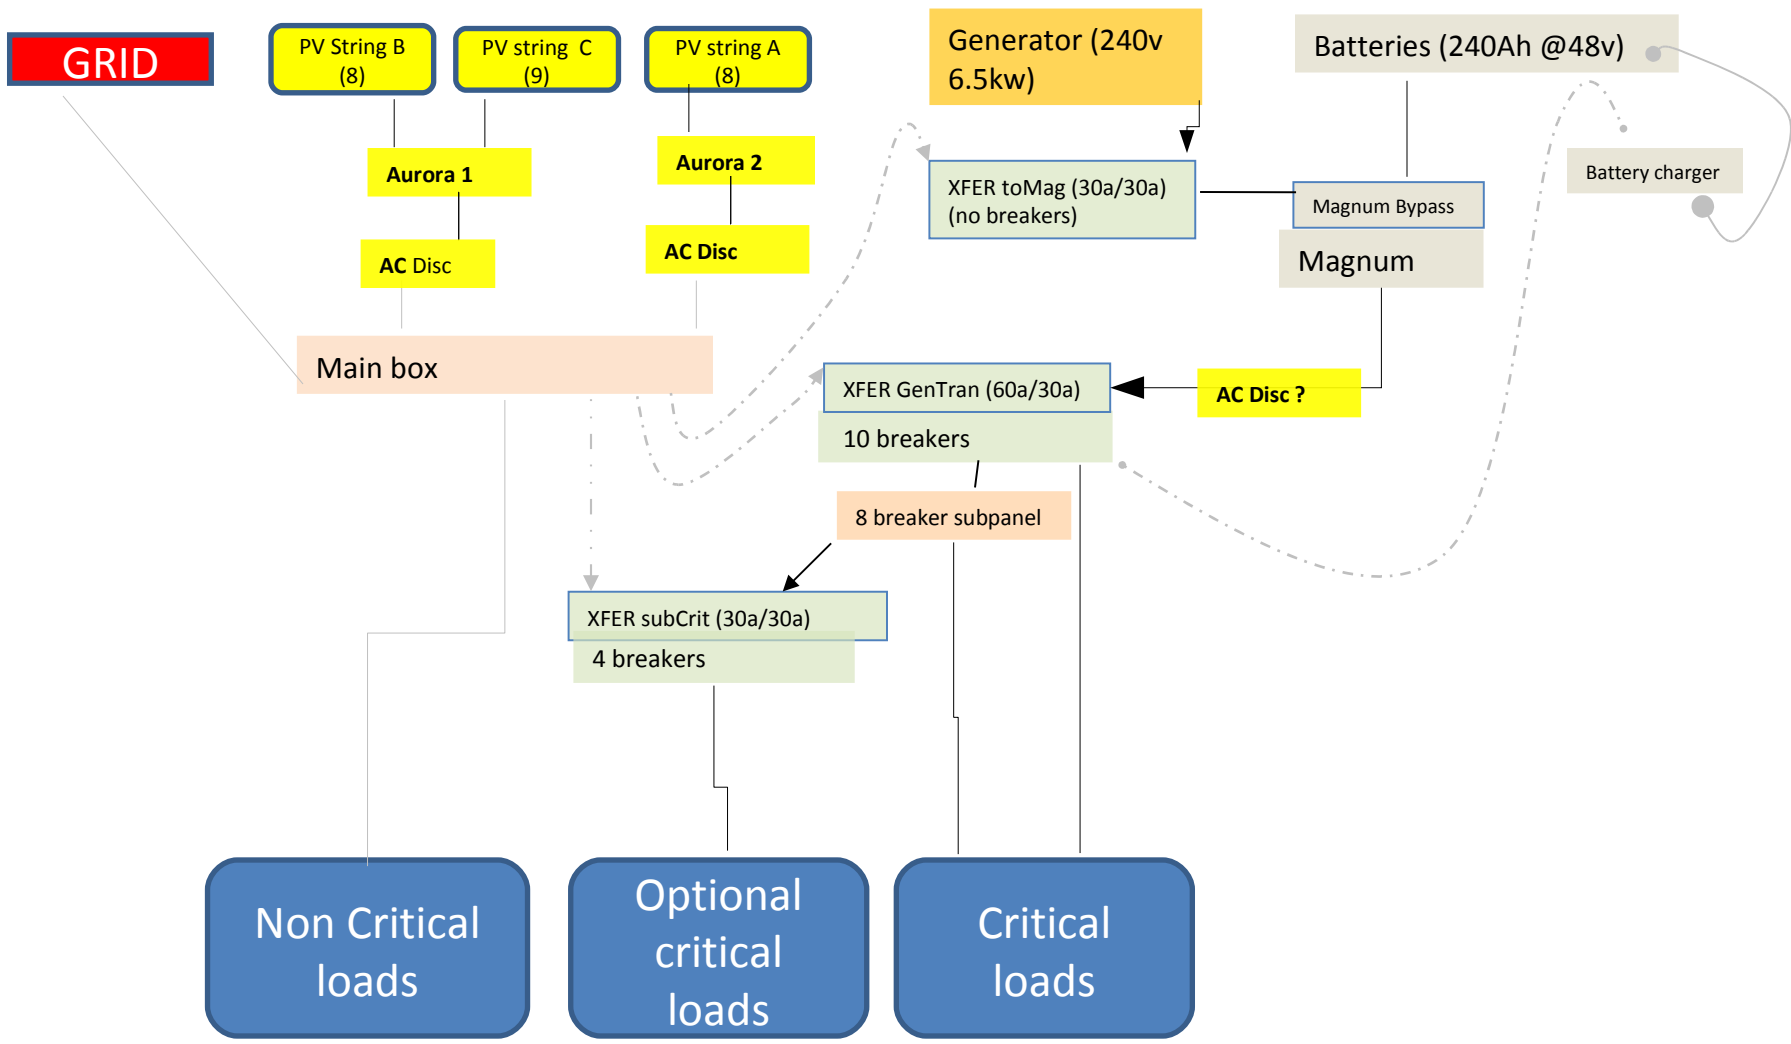 GRID
PV String B
(8)
PV string  C
(9)
PV string A
(8)
Generator (240v
6.5kw)
Batteries (240Ah @48v)
Aurora 1
Aurora 2
XFER toMag (30a/30a)
(no breakers)
Battery charger
Magnum Bypass
Magnum
AC Disc
AC Disc
Main box
XFER GenTran (60a/30a)
10 breakers
AC Disc ?
8 breaker subpanel
XFER subCrit (30a/30a)
4 breakers
Non Critical
loads
Optional
critical
loads
Critical
loads